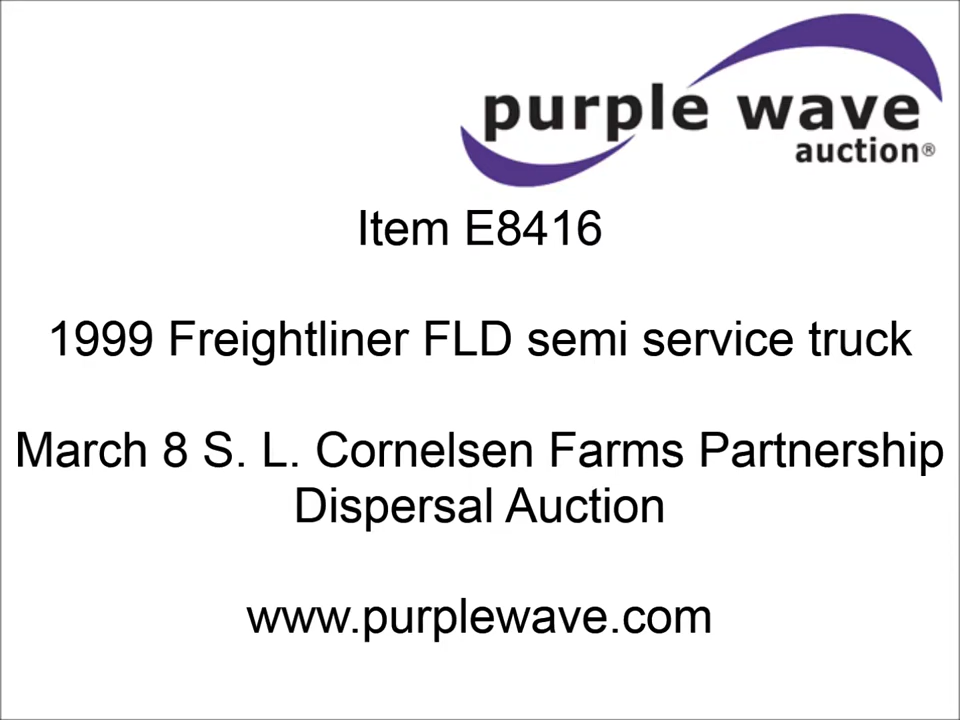 purple wave
auction®
Item E8416
1999 Freightliner FLD semi service truck
March 8 S. L. Cornelsen Farms Partnership
Dispersal Auction
www.purplewave.com